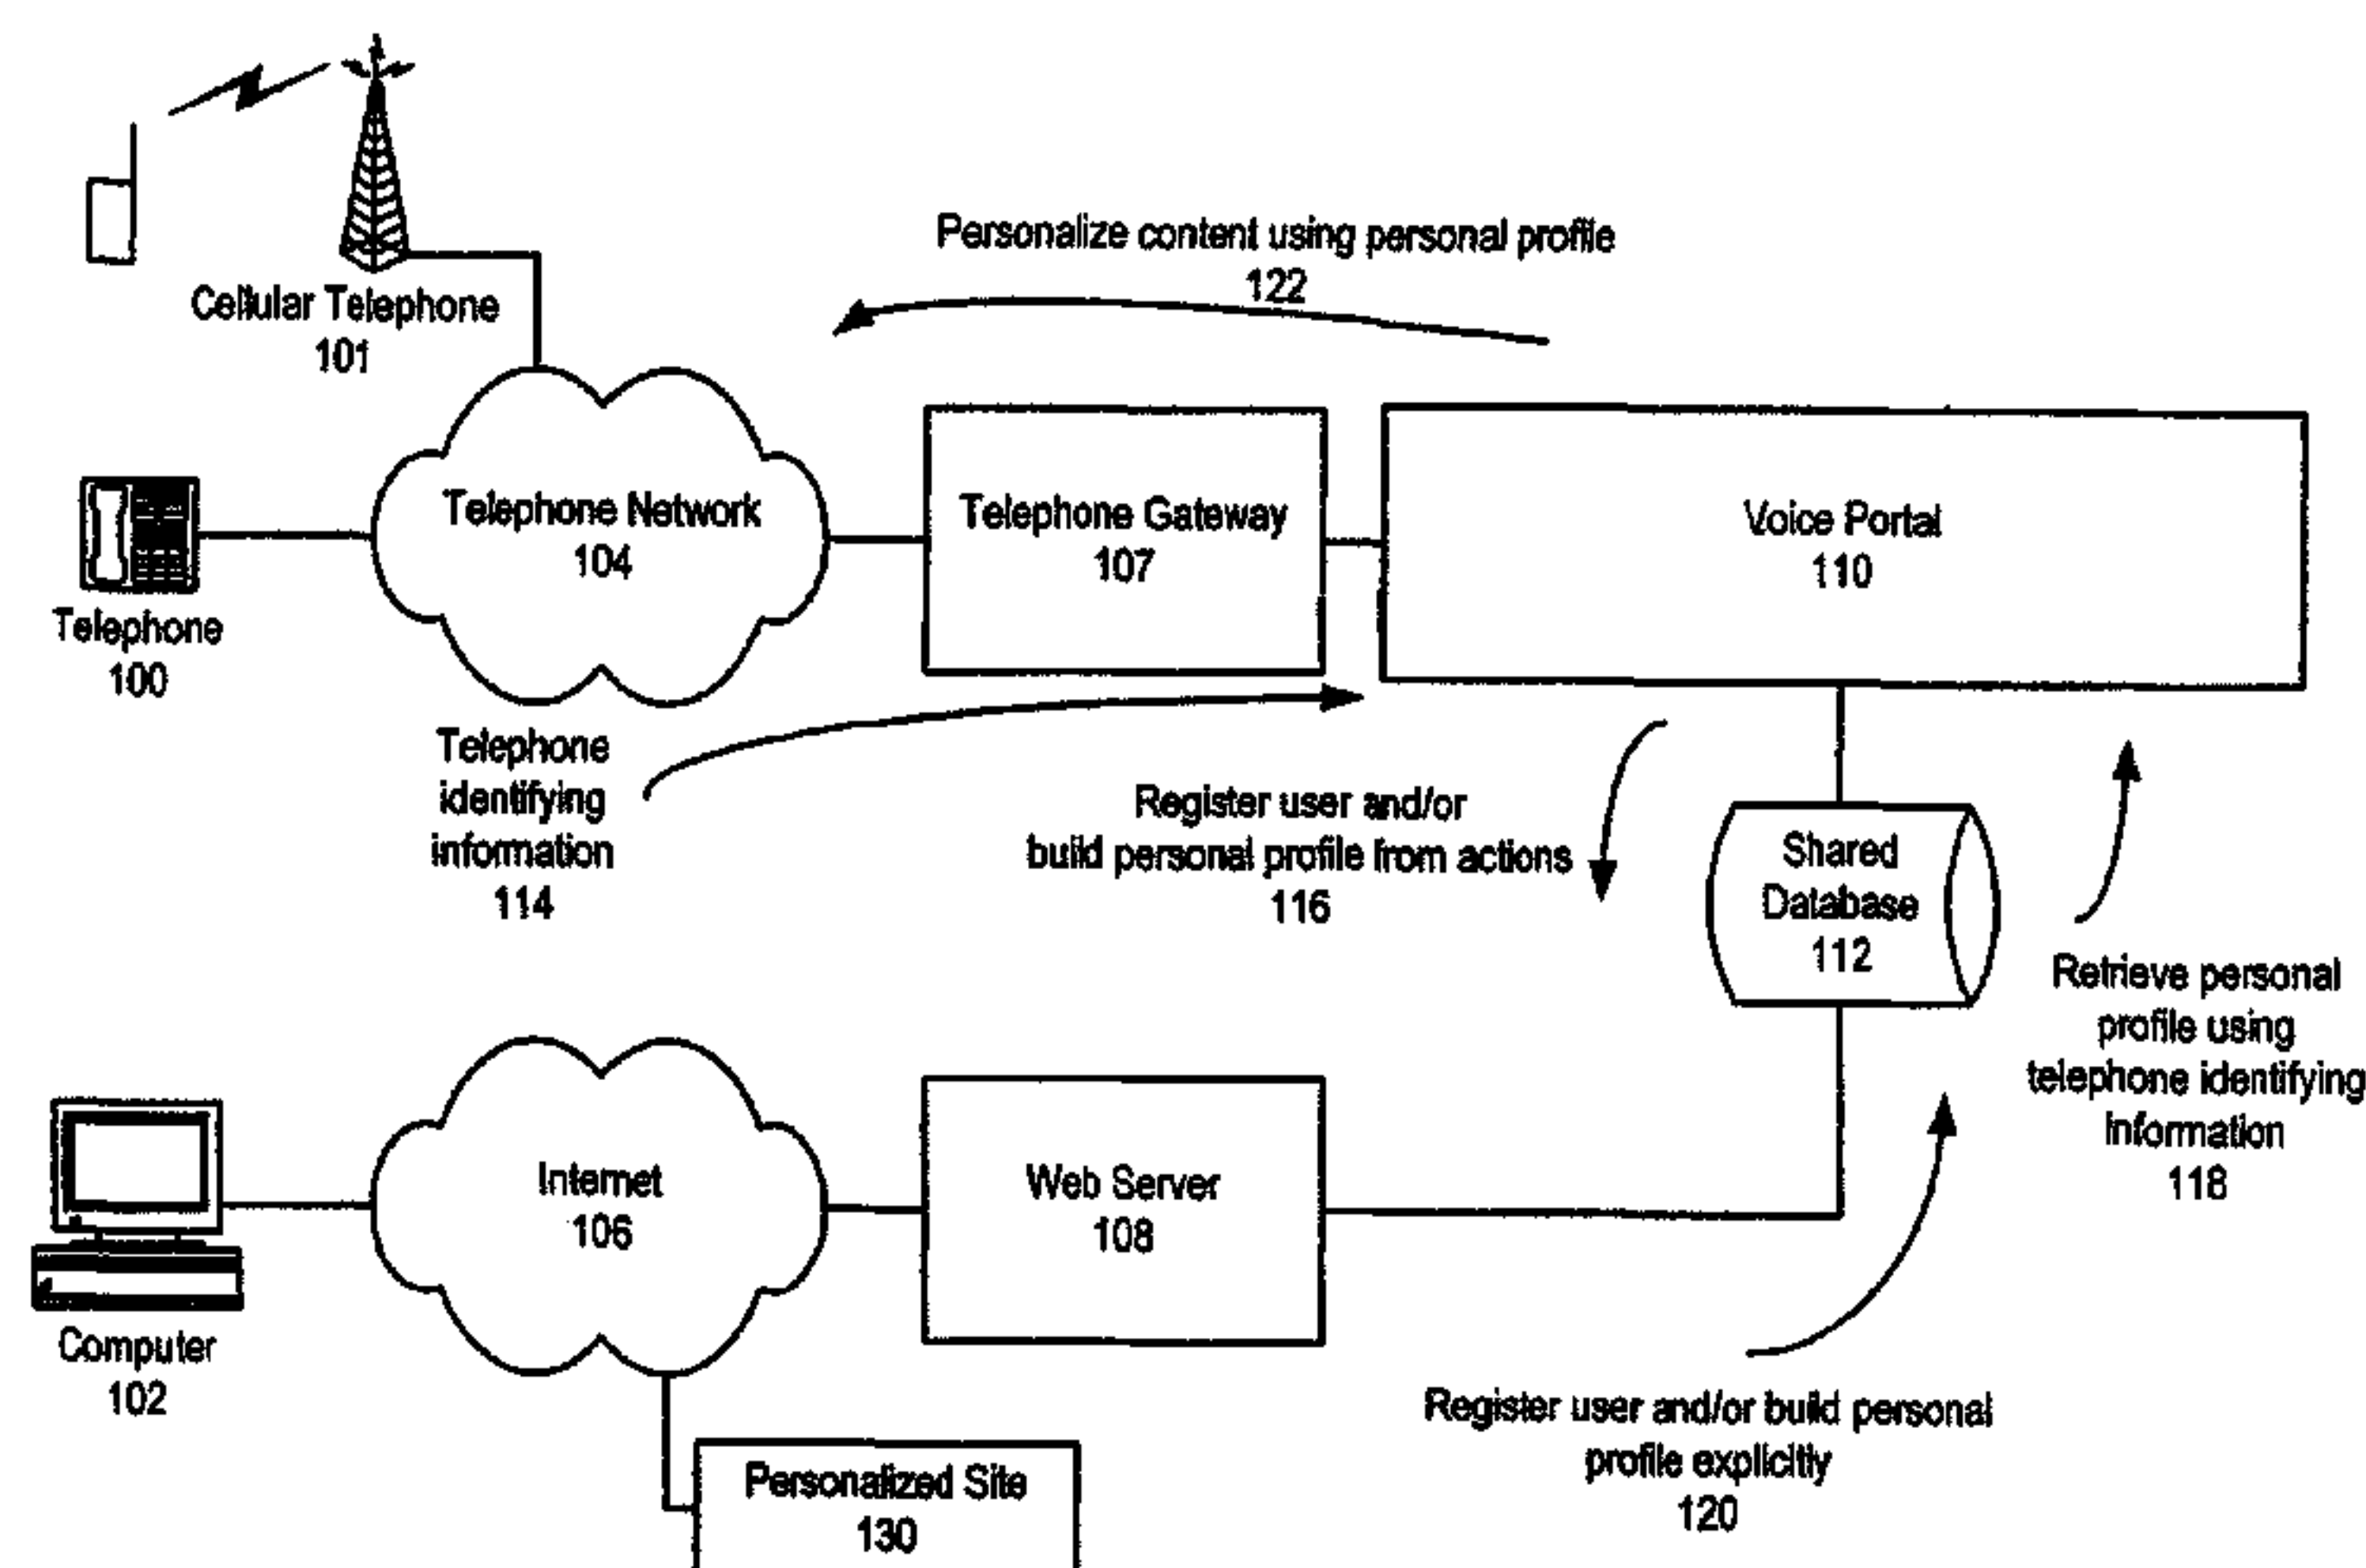 Personalize content using personal profile
122
Cellular Telephone
101
Telephone Network
104
Telephone Gateway
107
Voice Portal
110
Telephone
100
Telephone
identifying
information
114
Register user and/or
build personal profile from actions
116
Shared
Database
112
Retrieve personal
profile using
telephone identifying
information
118
Internet
106
Web Server
108
Computer
102
Register user and/or build personal
profile explicitly
120
Personalized Site
130